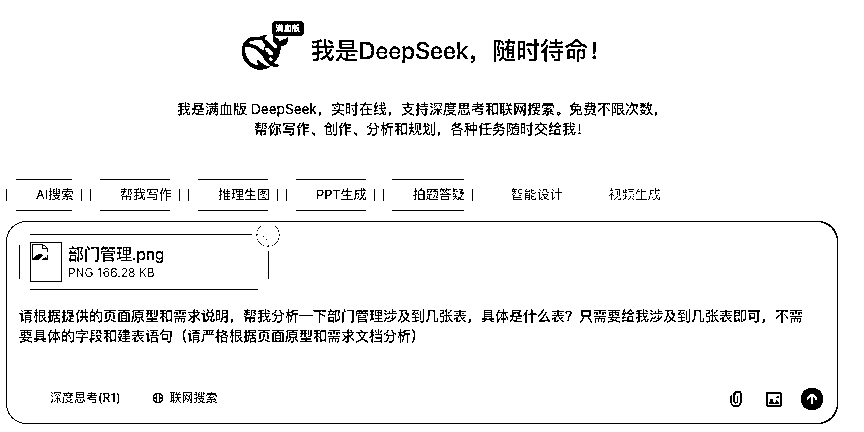 满血版
我是DeepSeek，随时待命！
我是满血版 DeepSeek，实时在线，支持深度思考和联网搜索。免费不限次数，
帮你写作、创作、分析和规划，各种任务随时交给我！
AI搜索 帮我写作 推理生图 PPT生成 拍题答疑 智能设计 视频生成
部门管理.png
PNG 166.28 KB
请根据提供的页面原型和需求说明，帮我分析一下部门管理涉及到几张表，具体是什么表？只需要给我涉及到几张表即可，不需
要具体的字段和建表语句（请严格根据页面原型和需求文档分析）
深度思考(R1) 联网搜索